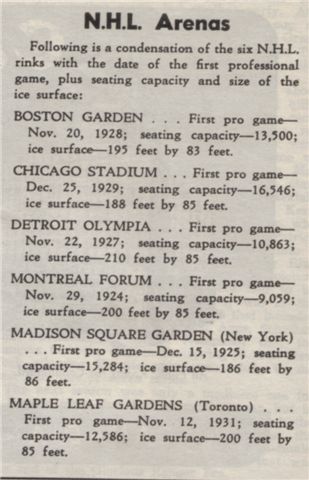 N.H.L. Arenas
Following is a condensation of the six N.H.L.
rinks with the date of the first professional
game, plus seating capacity and size of the
ice surface:
BOSTON GARDEN . . . First pro game—
Nov. 20, 1928; seating capacity—13,500;
ice surface—195 feet by 83 feet.
CHICAGO STADIUM . . . First pro game—
Dec. 25, 1929; seating capacity—16,546;
ice surface—188 feet by 85 feet.
DETROIT OLYMPIA . . . First pro game—
Nov. 22, 1927; seating capacity—10,863;
ice surface—210 feet by 85 feet.
MONTREAL FORUM . . . First pro game—
Nov. 29, 1924; seating capacity—9,059;
ice surface—200 feet by 85 feet.
MADISON SQUARE GARDEN (New York)
. . . First pro game—Dec. 15, 1925; seating
capacity—15,284; ice surface—186 feet by
86 feet.
MAPLE LEAF GARDENS (Toronto) . . .
First pro game—Nov. 12, 1931; seating
capacity—12,586; ice surface—200 feet by
85 feet.